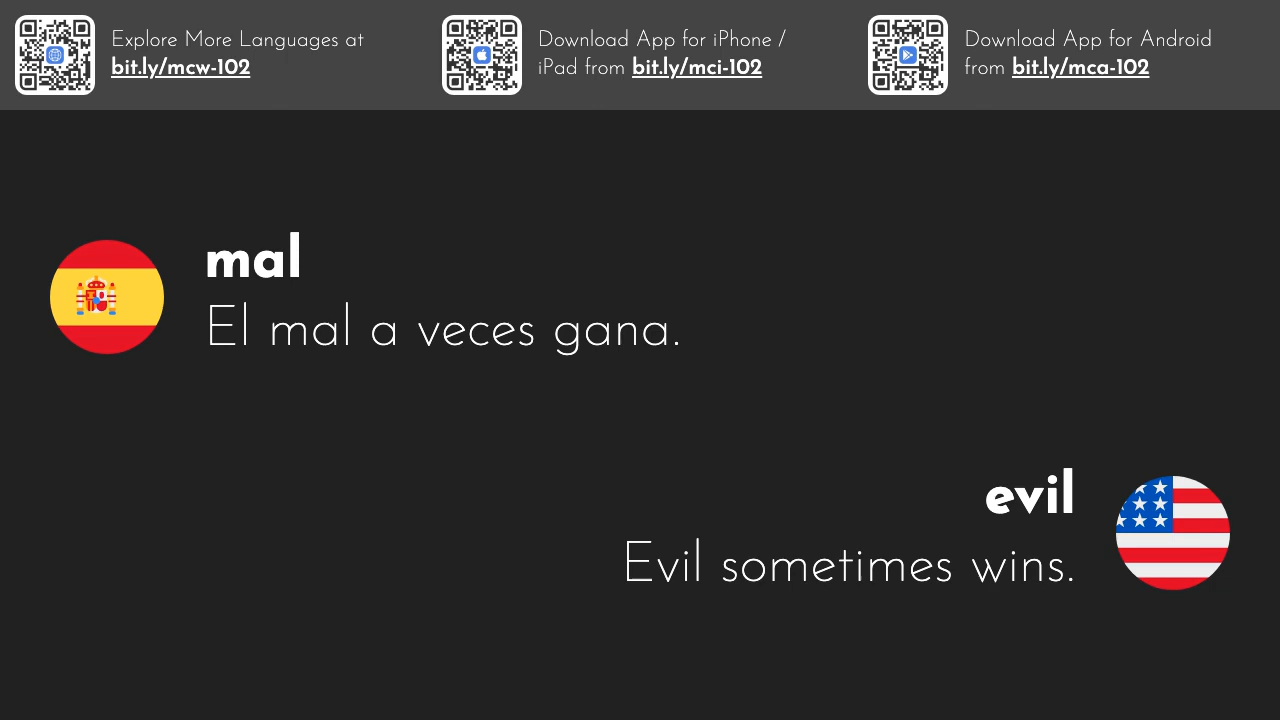 Explore More Languages at
bit.ly/mcw-102
Download App for iPhone /
iPad from bit.ly/mci-102
Download App for Android
from bit.ly/mca-102
mal
El mal a veces gana.
evil
Evil sometimes wins.